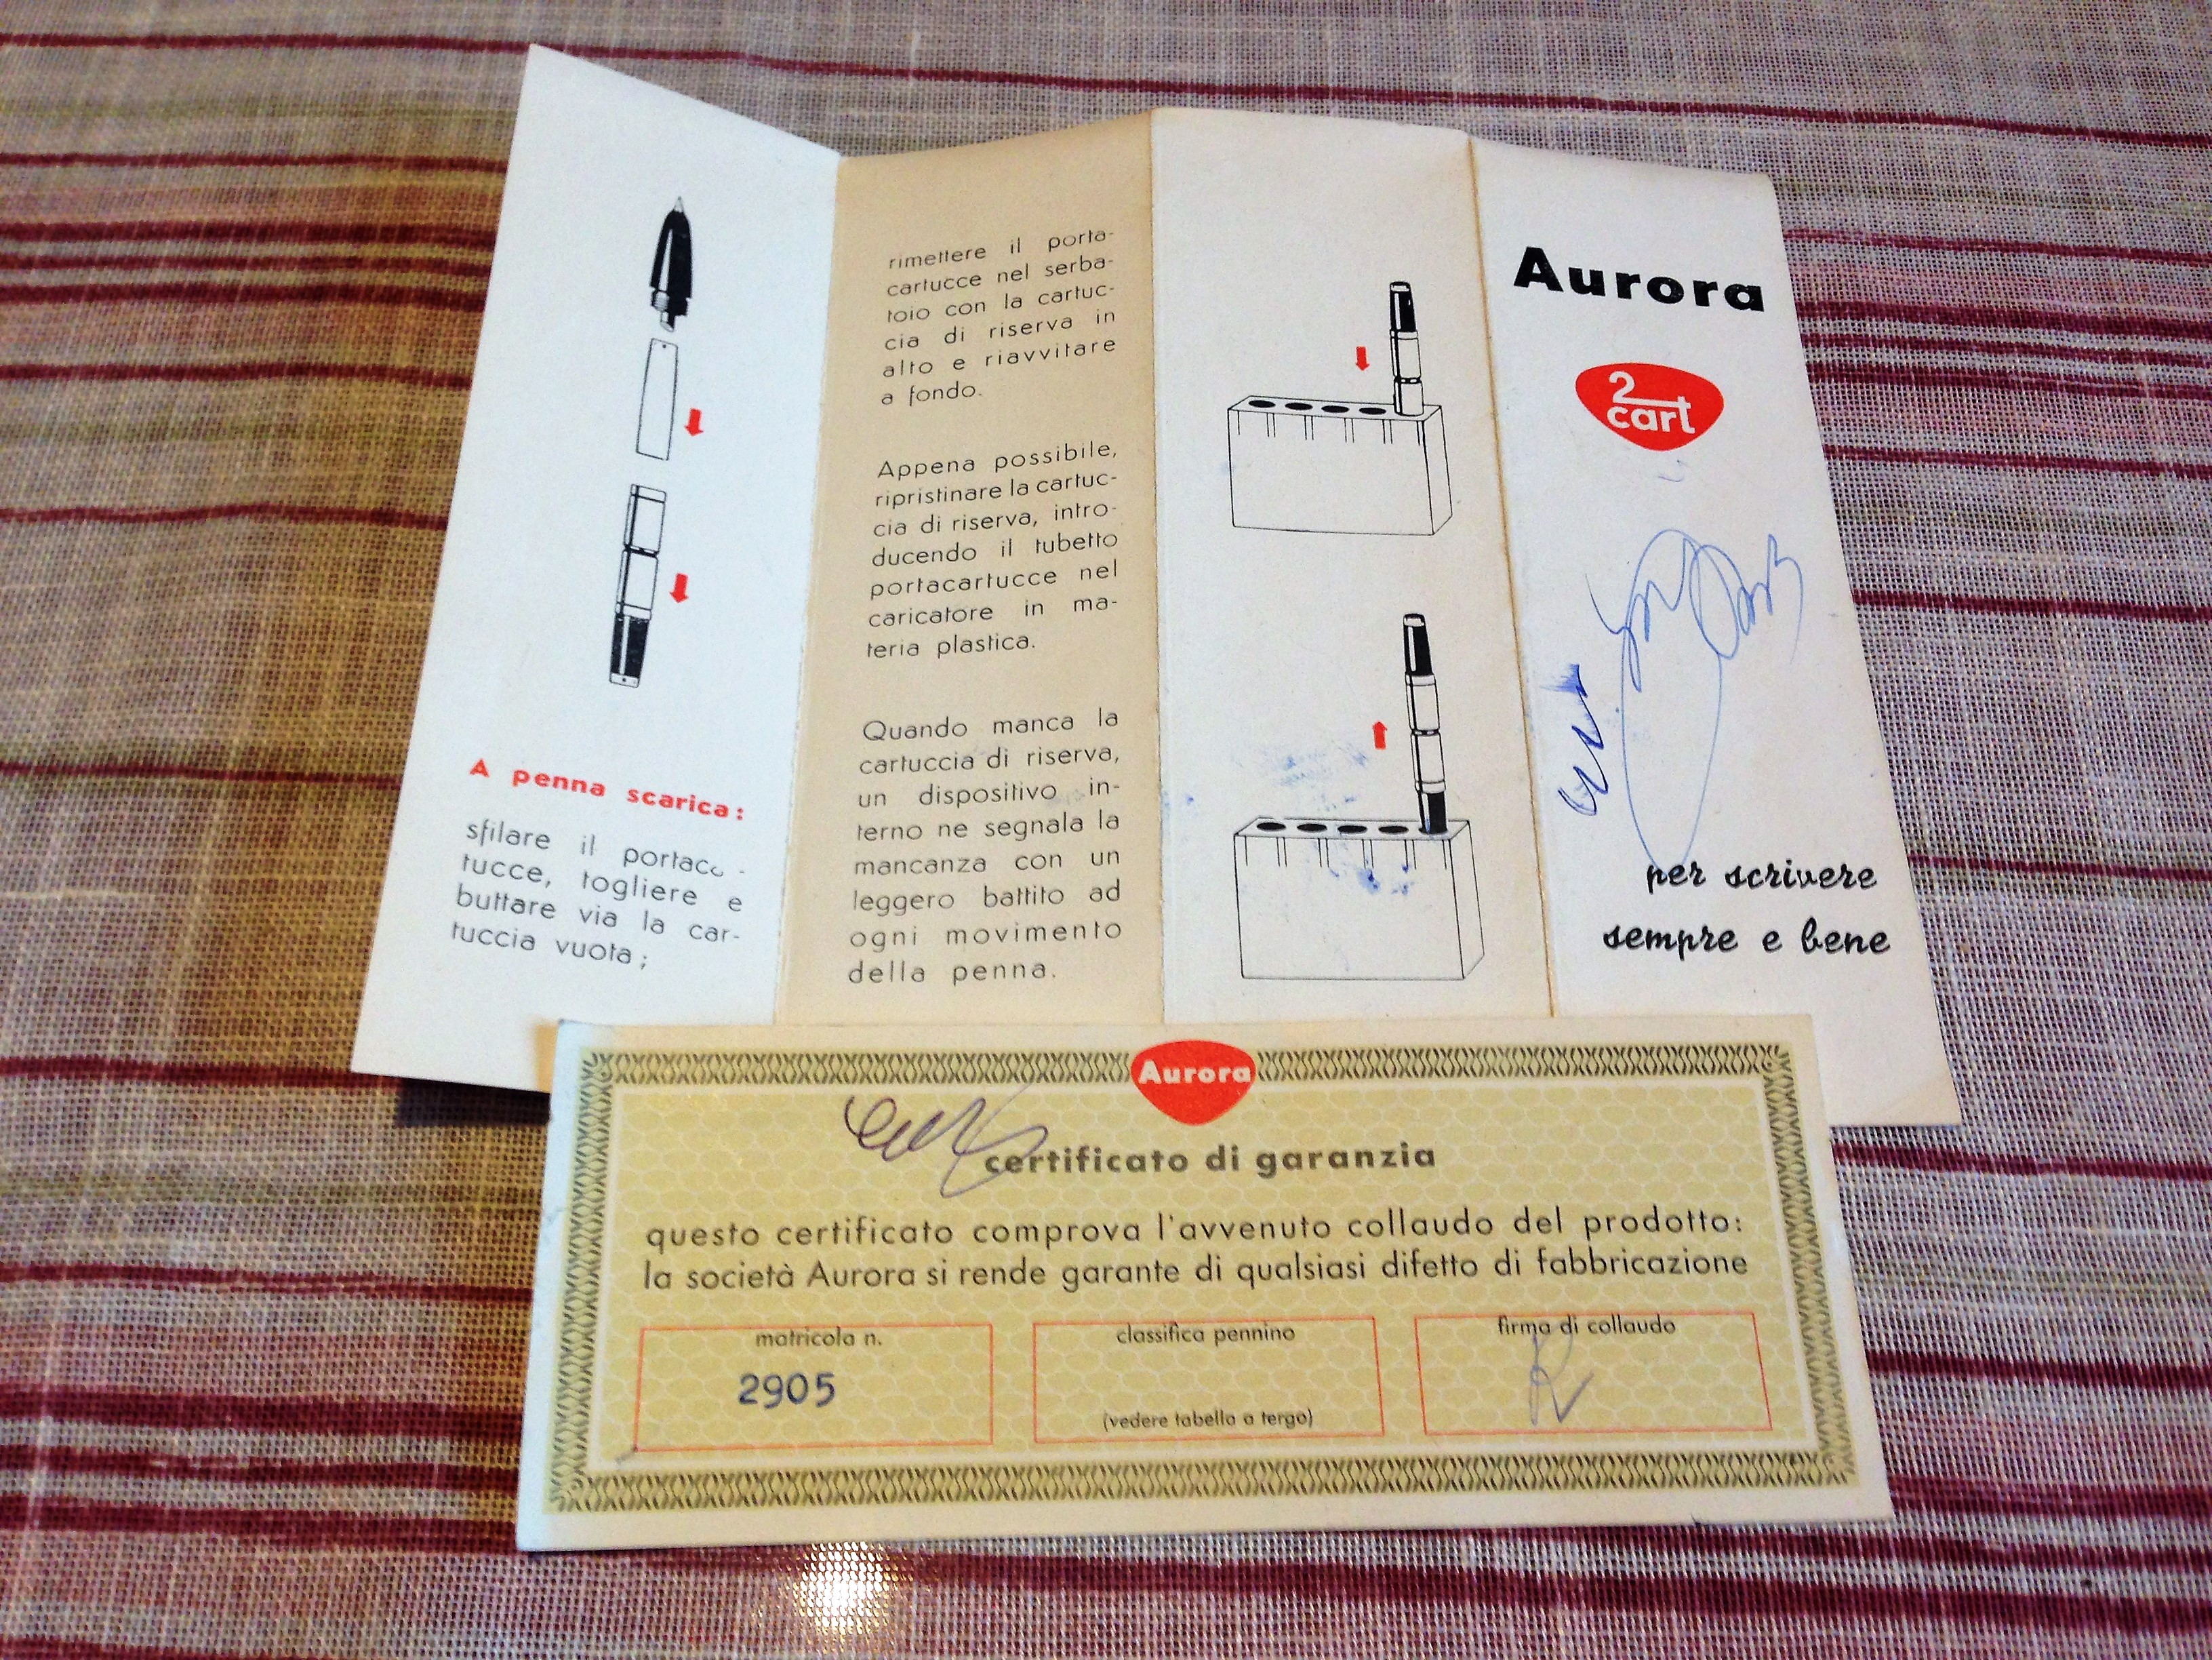 A penna scarica:
sfilare il portac
tucce, togliere e
buttare via la car-
tuccia vuota;
rimettere il porta-
cartucce nel serba-
toio con la cartuc-
cia di riserva in
alto e riavvitare
a fondo.
Appena possibile,
ripristinare la cartuc-
cia di riserva, intro-
ducendo il tubetto
portacartucce nel
caricatore in ma-
teria plastica.
Quando manca la
cartuccia di riserva,
un dispositivo in-
terno ne segnala la
mancanza con un
leggero battito ad
ogni movimento
della penna.
Aurora
2
cart
per scrivere
sempre e bene
Aurora
certificato di garanzia
questo certificato comprova l'avvenuto collaudo del prodotto:
la società Aurora si rende garante di qualsiasi difetto di fabbricazione
matricola n.
2905
classifica pennino
(vedere tabella a tergo)
firma di collaudo